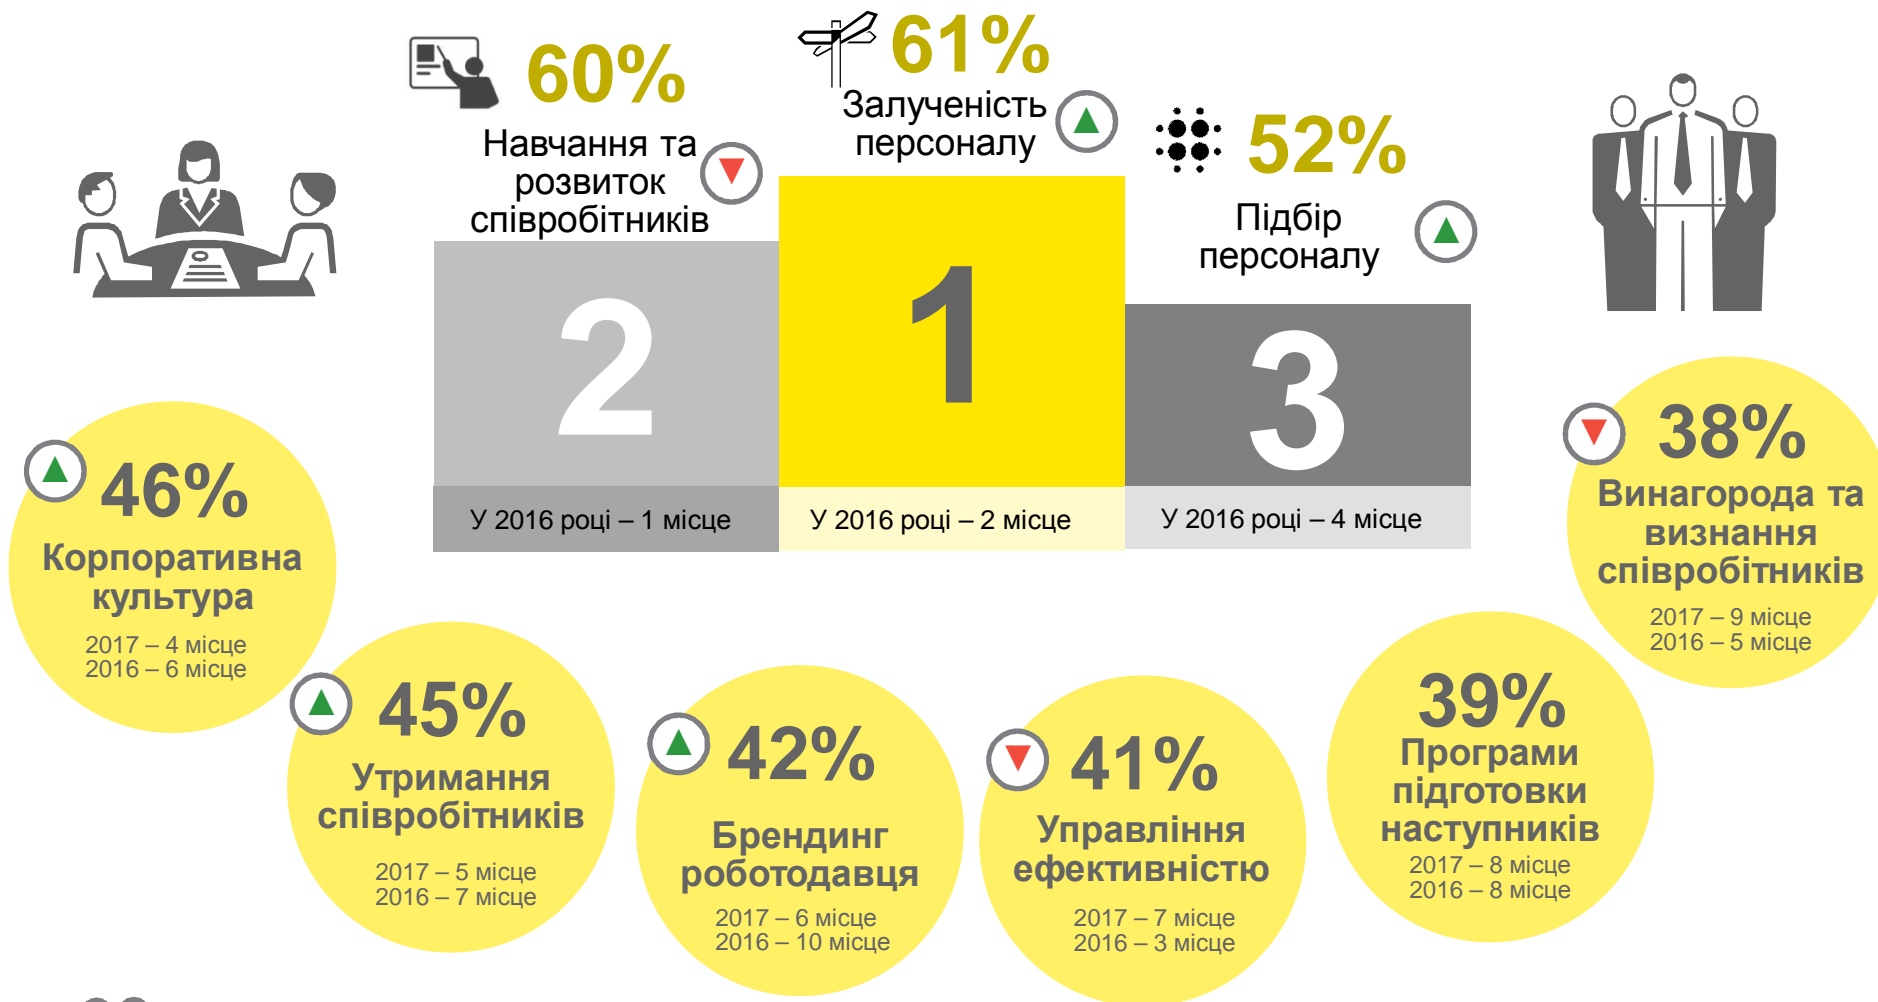 60%
Навчання та
розвиток
співробітників
61%
Залученість
персоналу
52%
Підбір
персоналу
2
1
3
У 2016 році – 1 місце
У 2016 році – 2 місце
У 2016 році – 4 місце
46%
Корпоративна
культура
2017 – 4 місце
2016 – 6 місце
45%
Утримання
співробітників
2017 – 5 місце
2016 – 7 місце
42%
Брендинг
роботодавця
2017 – 6 місце
2016 – 10 місце
41%
Управління
ефективністю
2017 – 7 місце
2016 – 3 місце
39%
Програми
підготовки
наступників
2017 – 8 місце
2016 – 8 місце
38%
Винагорода та
визнання
співробітників
2017 – 9 місце
2016 – 5 місце